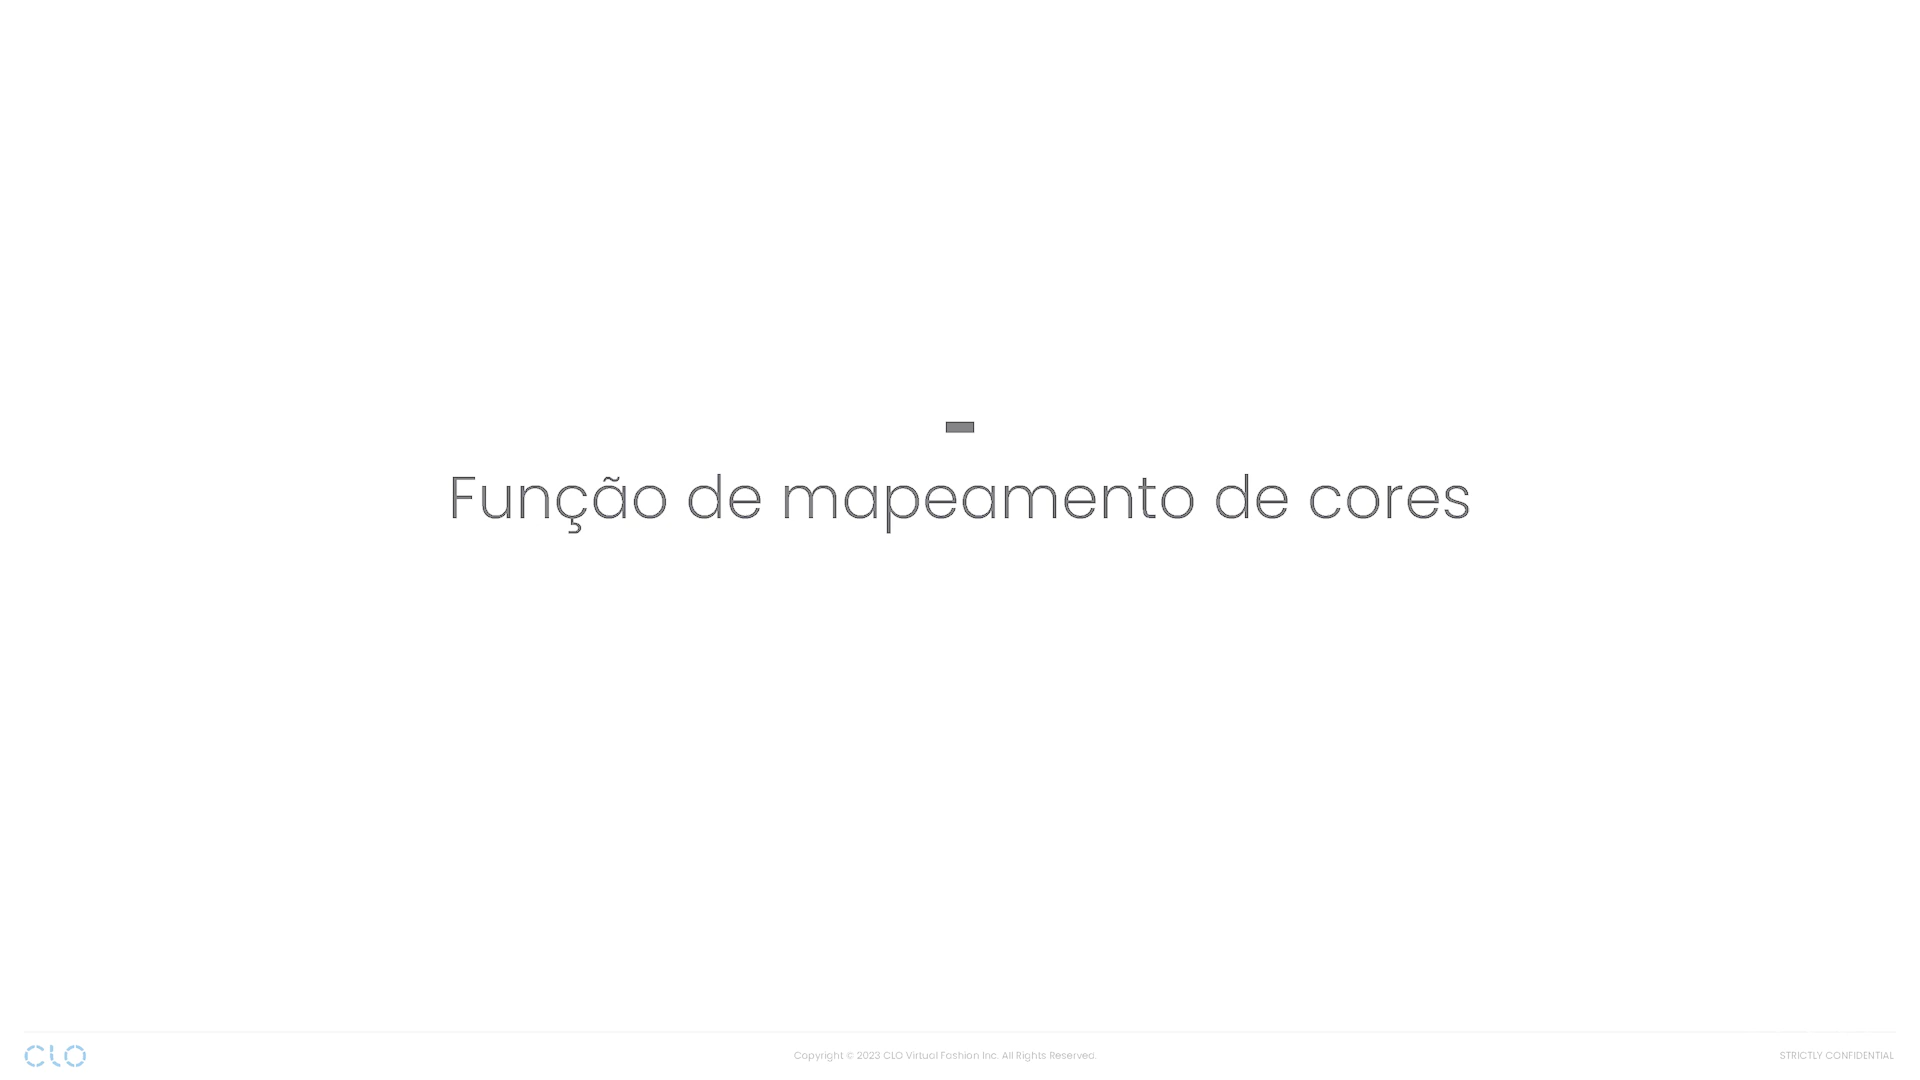 Função de mapeamento de cores
CLO
Copyright © 2023 CLO Virtual Fashion Inc. All Rights Reserved.
STRICTLY CONFIDENTIAL